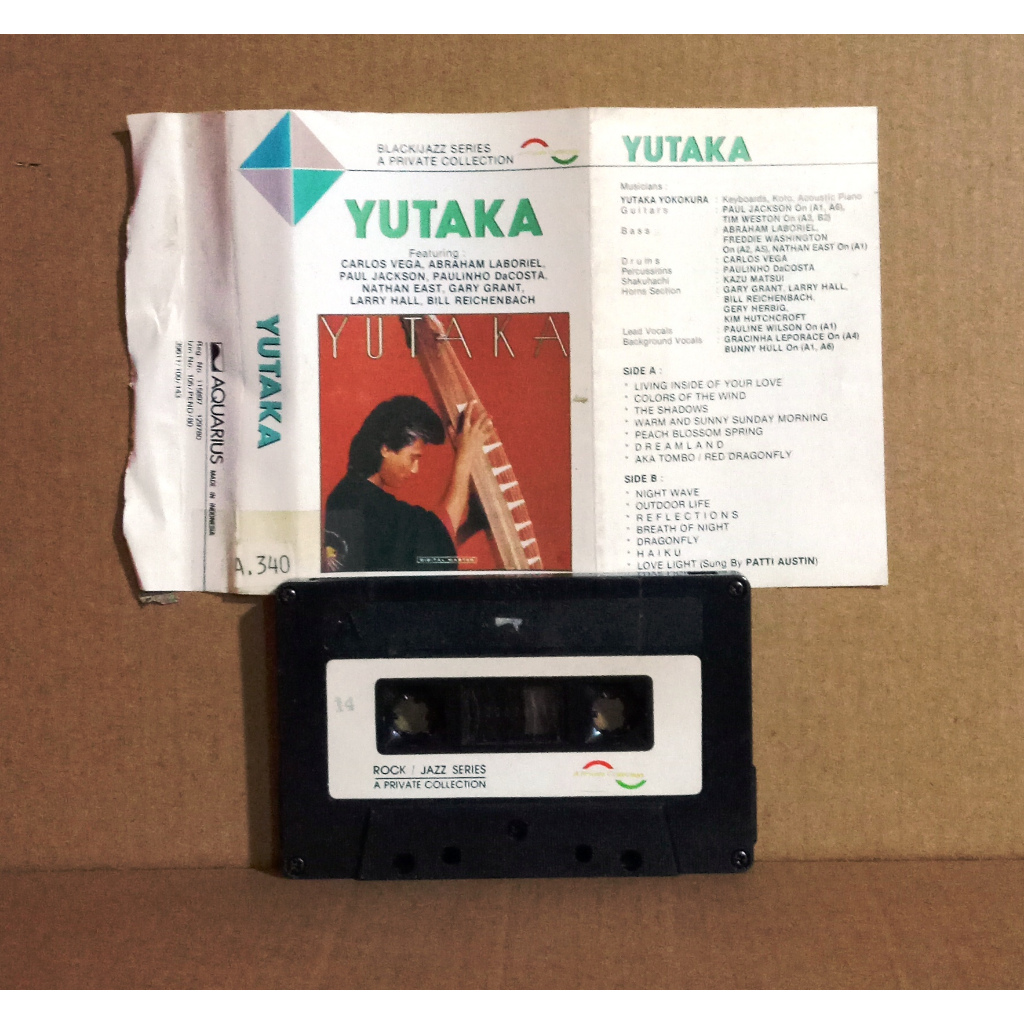 BLACK/JAZZ SERIES
A PRIVATE COLLECTION
YUTAKA
Featuring :
CARLOS VEGA, ABRAHAM LABORIEL,
PAUL JACKSON, PAULINHO DaCOSTA,
NATHAN EAST, GARY GRANT,
LARRY HALL, BILL REICHENBACH
YUTAKA
DIGITAL MASTER
YUTAKA
AQUARIUS MADE IN INDONESIA
A.340
YUTAKA
Musicians :
YUTAKA YOKOKURA : Keyboards, Koto, Acoustic Piano
Guitars : PAUL JACKSON On (A1, A6),
TIM WESTON On (A3, B2)
Bass : ABRAHAM LABORIEL,
FREDDIE WASHINGTON
On (A2, A5), NATHAN EAST On (A1)
Drums : CARLOS VEGA
Percussions : PAULINHO DaCOSTA
Shakuhachi : KAZU MATSUI
Horns Section : GARY GRANT, LARRY HALL,
BILL REICHENBACH,
GERY HERBIG,
KIM HUTCHCROFT
Lead Vocals : PAULINE WILSON On (A1)
Background Vocals : GRACINHA LEPORACE On (A4)
BUNNY HULL On (A1, A6)
SIDE A :
* LIVING INSIDE OF YOUR LOVE
* COLORS OF THE WIND
* THE SHADOWS
* WARM AND SUNNY SUNDAY MORNING
* PEACH BLOSSOM SPRING
* DREAMLAND
* AKA TOMBO / RED DRAGONFLY
SIDE B :
* NIGHT WAVE
* OUTDOOR LIFE
* REFLECTIONS
* BREATH OF NIGHT
* DRAGONFLY
* HAIKU
* LOVE LIGHT (Sung By PATTI AUSTIN)
A
14
ROCK / JAZZ SERIES
A PRIVATE COLLECTION